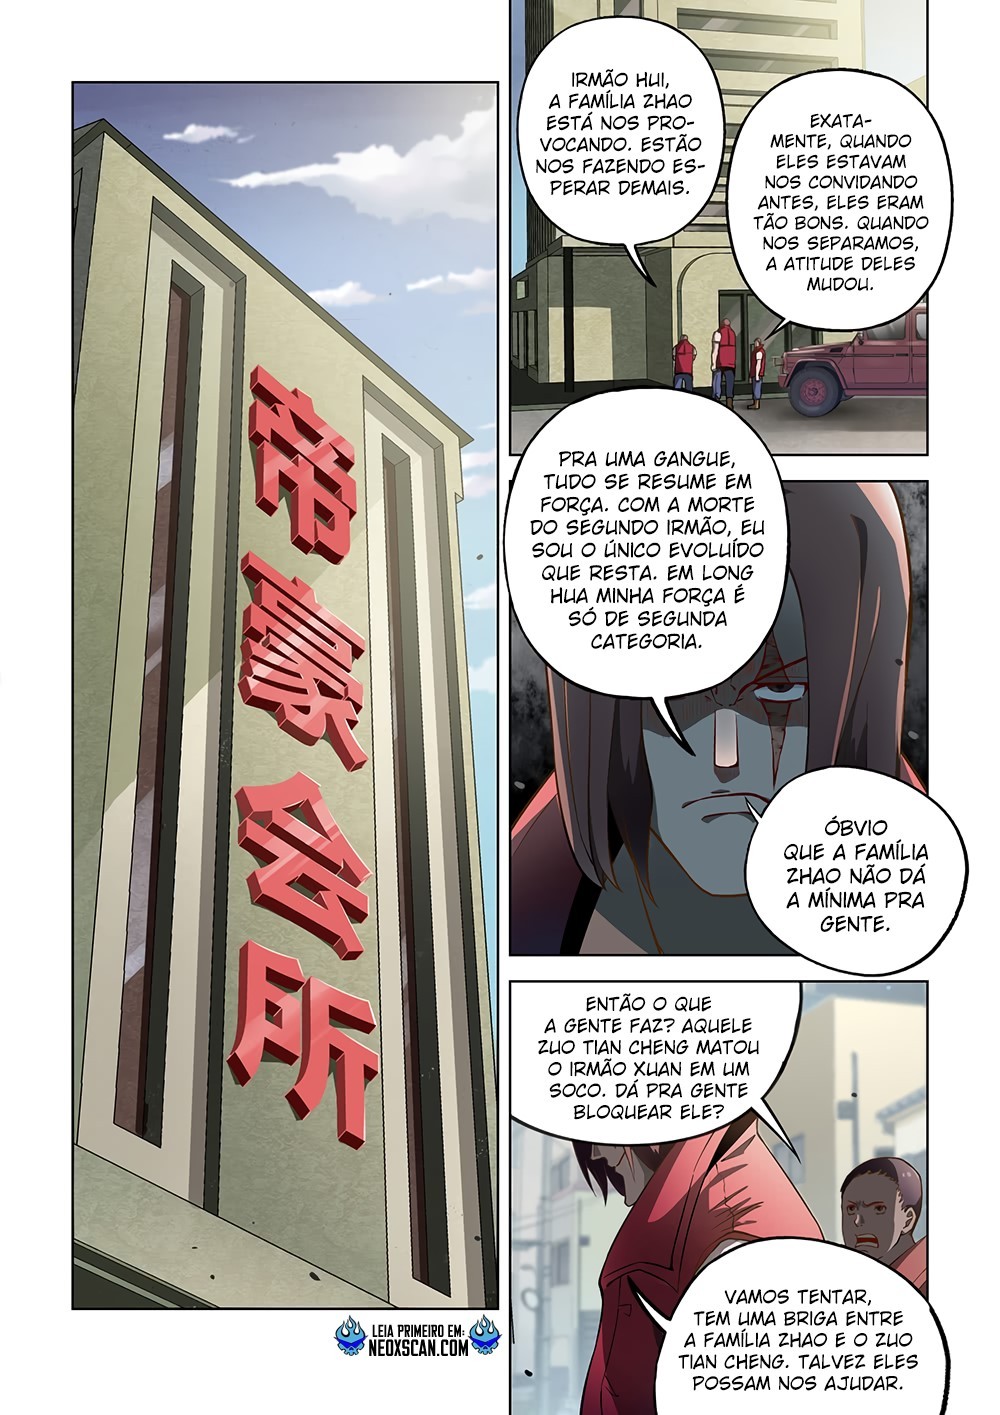 帝豪会所
IRMÃO HUI,
A FAMÍLIA ZHAO
ESTÁ NOS PRO-
VOCANDO. ESTÃO
NOS FAZENDO ES-
PERAR DEMAIS.
EXATA-
MENTE, QUANDO
ELES ESTAVAM
NOS CONVIDANDO
ANTES, ELES ERAM
TÃO BONS. QUANDO
NOS SEPARAMOS,
A ATITUDE DELES
MUDOU.
PRA UMA GANGUE,
TUDO SE RESUME EM
FORÇA. COM A MORTE
DO SEGUNDO IRMÃO, EU
SOU O ÚNICO EVOLUÍDO
QUE RESTA. EM LONG
HUA MINHA FORÇA É
SÓ DE SEGUNDA
CATEGORIA.
ÓBVIO
QUE A FAMÍLIA
ZHAO NÃO DÁ
A MÍNIMA PRA
GENTE.
ENTÃO O QUE
A GENTE FAZ? AQUELE
ZUO TIAN CHENG MATOU
O IRMÃO XUAN EM UM
SOCO. DÁ PRA GENTE
BLOQUEAR ELE?
VAMOS TENTAR,
TEM UMA BRIGA ENTRE
A FAMÍLIA ZHAO E O ZUO
TIAN CHENG. TALVEZ ELES
POSSAM NOS AJUDAR.
LEIA PRIMEIRO EM:
NEOXSCAN.COM